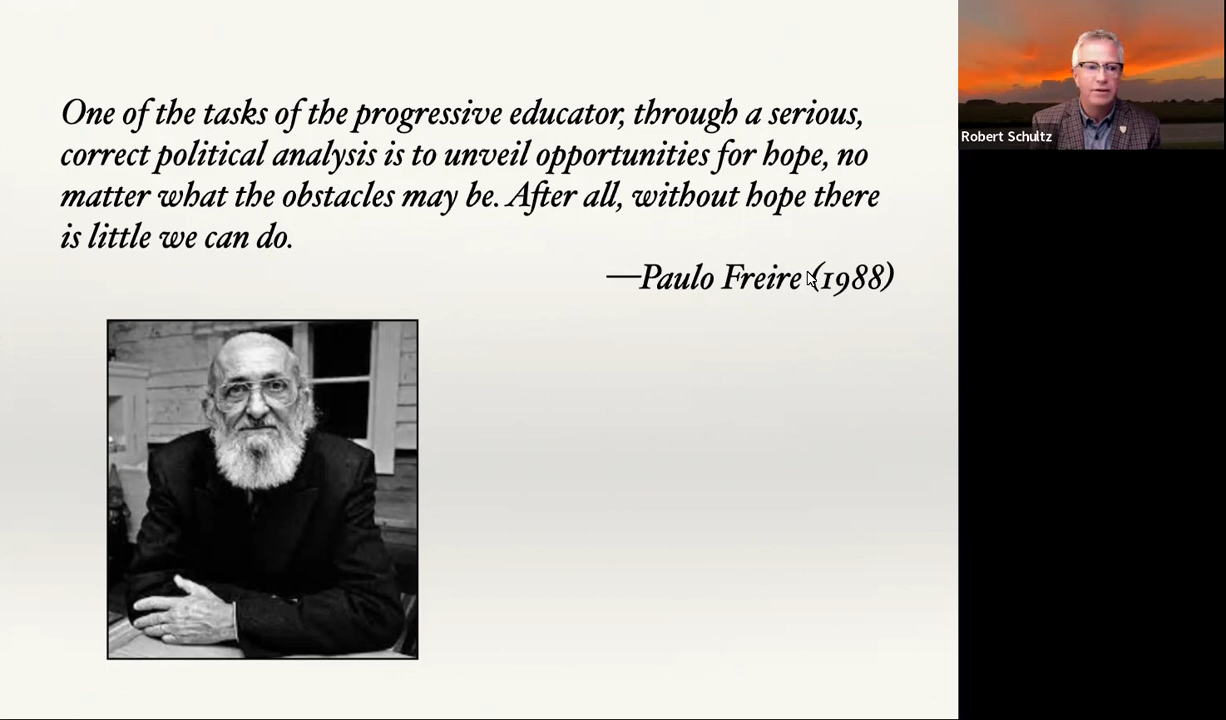 One of the tasks of the progressive educator, through a serious,
correct political analysis is to unveil opportunities for hope, no
matter what the obstacles may be. After all, without hope there
is little we can do.
—Paulo Freire (1988)
Robert Schultz